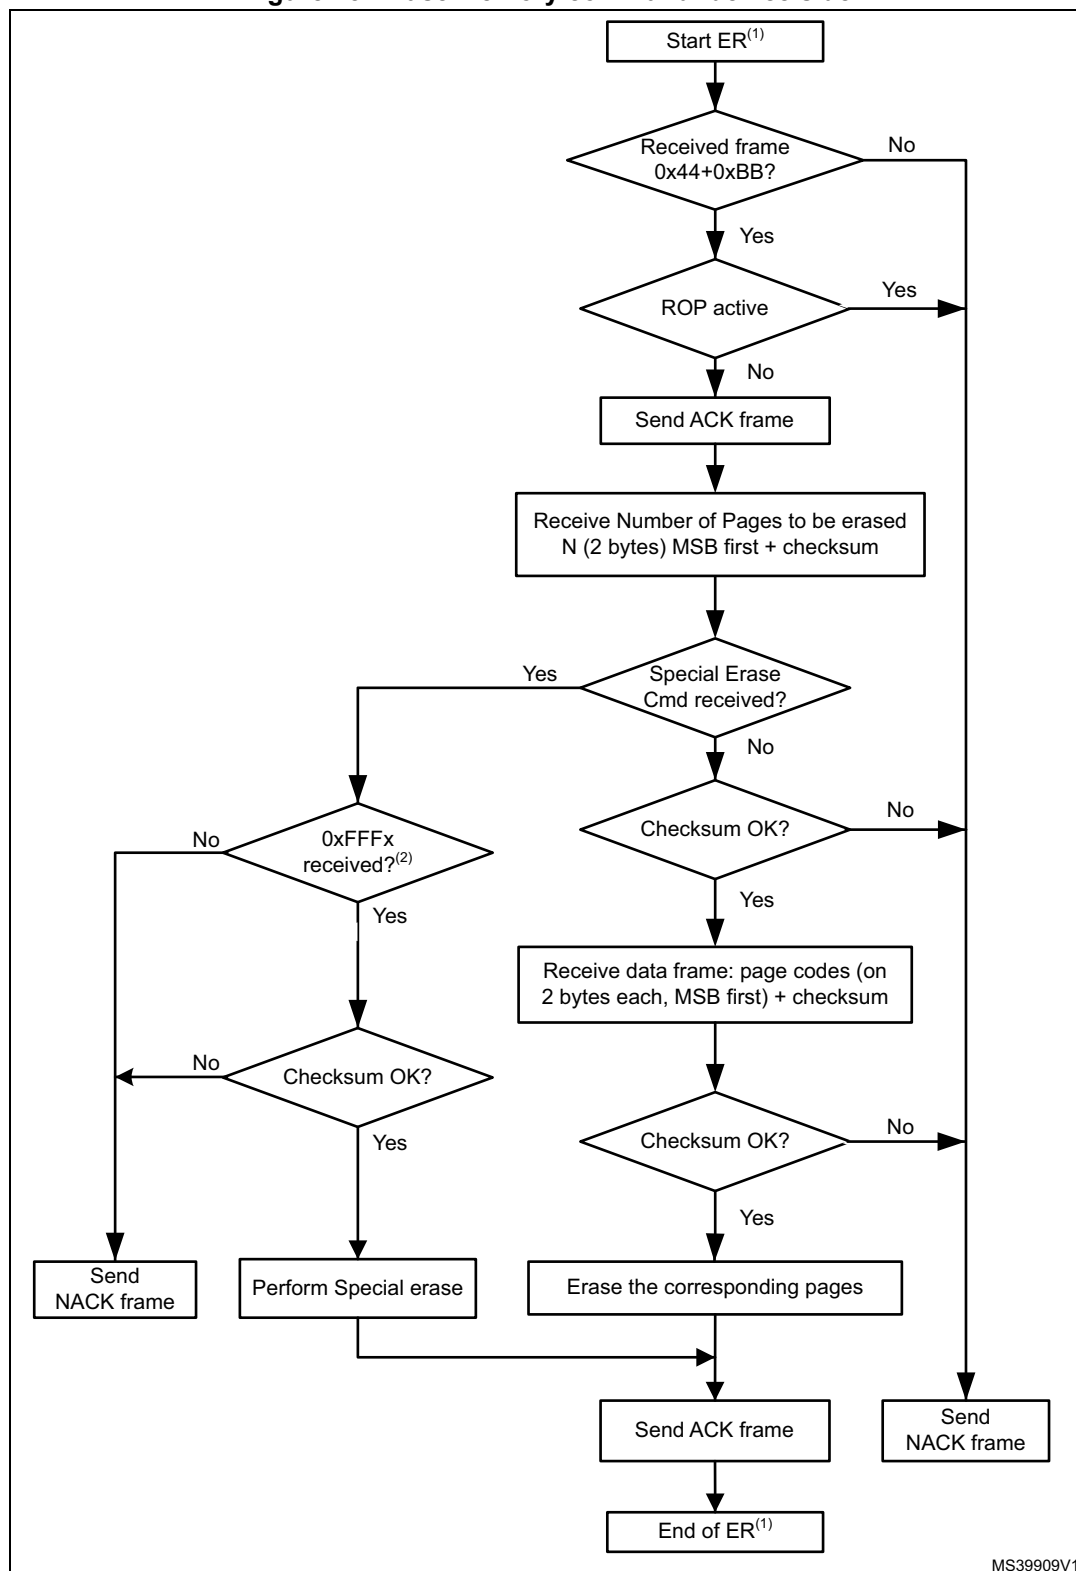 Start ER(1)
Received frame
0x44+0xBB?
No
Yes
ROP active
Yes
No
Send ACK frame
Receive Number of Pages to be erased
N (2 bytes) MSB first + checksum
Special Erase
Cmd received?
Yes
No
0xFFFx
received?(2)
No
Yes
Checksum OK?
No
Yes
Receive data frame: page codes (on
2 bytes each, MSB first) + checksum
Checksum OK?
No
Yes
Checksum OK?
No
Yes
Send
NACK frame
Perform Special erase
Erase the corresponding pages
Send ACK frame
Send
NACK frame
End of ER(1)
MS39909V1